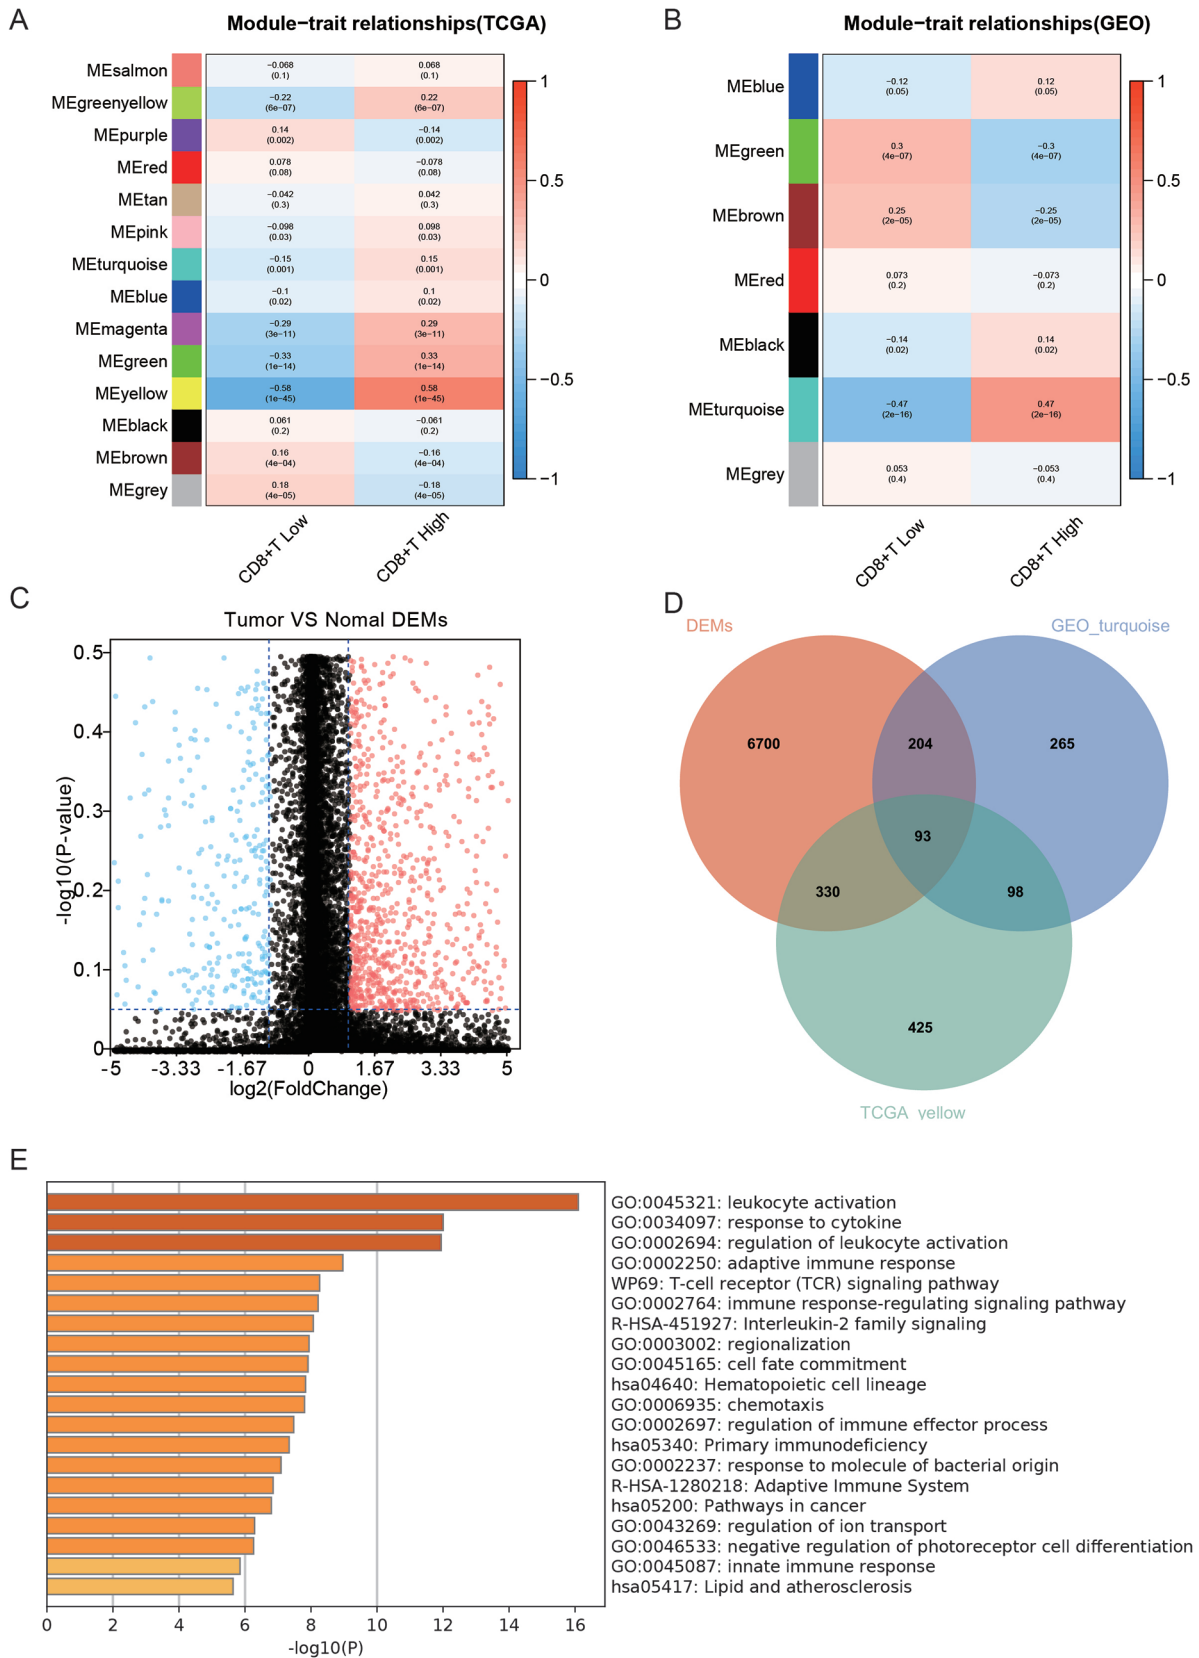 A
Module−trait relationships(TCGA)
MEsalmon
−0.068
(0.1)
0.068
(0.1)
MEgreenyellow
−0.22
(6e−07)
0.22
(6e−07)
MEpurple
0.14
(0.002)
−0.14
(0.002)
MEred
0.078
(0.08)
−0.078
(0.08)
MEtan
−0.042
(0.3)
0.042
(0.3)
MEpink
−0.098
(0.03)
0.098
(0.03)
MEturquoise
−0.15
(0.001)
0.15
(0.001)
MEblue
−0.1
(0.02)
0.1
(0.02)
MEmagenta
−0.29
(3e−11)
0.29
(3e−11)
MEgreen
−0.33
(1e−14)
0.33
(1e−14)
MEyellow
−0.58
(1e−45)
0.58
(1e−45)
MEblack
0.061
(0.2)
−0.061
(0.2)
MEbrown
0.16
(4e−04)
−0.16
(4e−04)
MEgrey
0.18
(4e−05)
−0.18
(4e−05)
1
0.5
0
−0.5
−1
CD8+T Low
CD8+T High
B
Module−trait relationships(GEO)
MEblue
−0.12
(0.05)
0.12
(0.05)
MEgreen
0.3
(4e−07)
−0.3
(4e−07)
MEbrown
0.25
(2e−05)
−0.25
(2e−05)
MEred
0.073
(0.2)
−0.073
(0.2)
MEblack
−0.14
(0.02)
0.14
(0.02)
MEturquoise
−0.47
(2e−16)
0.47
(2e−16)
MEgrey
0.053
(0.4)
−0.053
(0.4)
1
0.5
0
−0.5
−1
CD8+T Low
CD8+T High
C
Tumor VS Nomal DEMs
-log10(P-value)
0.5
0.4
0.3
0.2
0.1
0
-5 -3.33 -1.67 0 1.67 3.33 5
log2(FoldChange)
D
DEMs
GEO_turquoise
6700
204
265
93
330
98
425
TCGA_yellow
E
GO:0045321: leukocyte activation
GO:0034097: response to cytokine
GO:0002694: regulation of leukocyte activation
GO:0002250: adaptive immune response
WP69: T-cell receptor (TCR) signaling pathway
GO:0002764: immune response-regulating signaling pathway
R-HSA-451927: Interleukin-2 family signaling
GO:0003002: regionalization
GO:0045165: cell fate commitment
hsa04640: Hematopoietic cell lineage
GO:0006935: chemotaxis
GO:0002697: regulation of immune effector process
hsa05340: Primary immunodeficiency
GO:0002237: response to molecule of bacterial origin
R-HSA-1280218: Adaptive Immune System
hsa05200: Pathways in cancer
GO:0043269: regulation of ion transport
GO:0046533: negative regulation of photoreceptor cell differentiation
GO:0045087: innate immune response
hsa05417: Lipid and atherosclerosis
0 2 4 6 8 10 12 14 16
-log10(P)